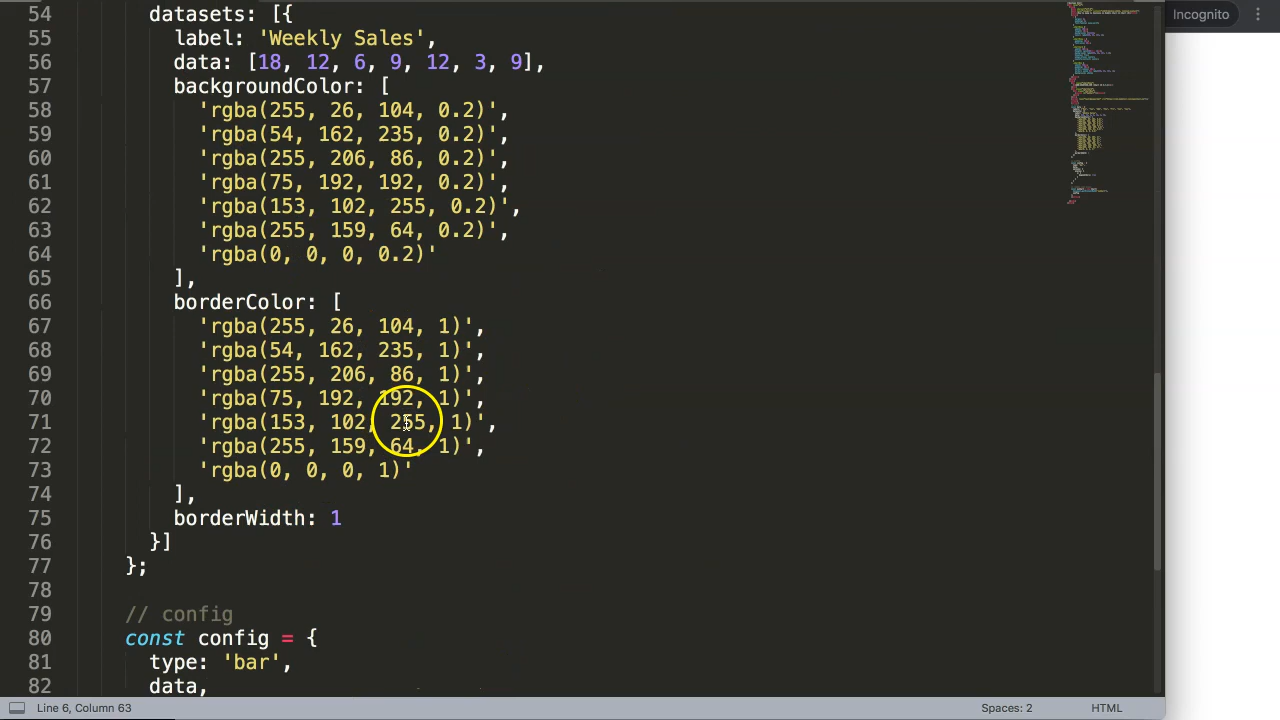 Incognito
54 datasets: [{
55 label: 'Weekly Sales',
56 data: [18, 12, 6, 9, 12, 3, 9],
57 backgroundColor: [
58 'rgba(255, 26, 104, 0.2)',
59 'rgba(54, 162, 235, 0.2)',
60 'rgba(255, 206, 86, 0.2)',
61 'rgba(75, 192, 192, 0.2)',
62 'rgba(153, 102, 255, 0.2)',
63 'rgba(255, 159, 64, 0.2)',
64 'rgba(0, 0, 0, 0.2)'
65 ],
66 borderColor: [
67 'rgba(255, 26, 104, 1)',
68 'rgba(54, 162, 235, 1)',
69 'rgba(255, 206, 86, 1)',
70 'rgba(75, 192, 192, 1)',
71 'rgba(153, 102, 255, 1)',
72 'rgba(255, 159, 64, 1)',
73 'rgba(0, 0, 0, 1)'
74 ],
75 borderWidth: 1
76 }]
77 };
78
79 // config
80 const config = {
81 type: 'bar',
82 data,
Line 6, Column 63
Spaces: 2
HTML